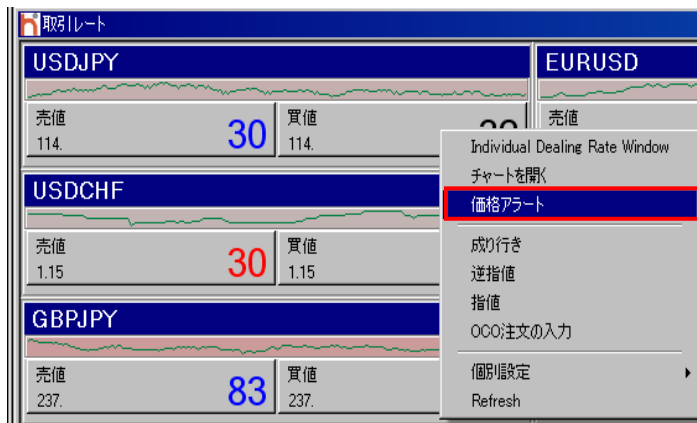 取引レート
USDJPY
EURUSD
売値
30
買値
売値
114.
114.
USDCHF
売値
30
買値
1.15
1.15
GBPJPY
売値
83
買値
237.
237.
Individual Dealing Rate Window
チャートを開く
価格アラート
成り行き
逆指値
指値
OCO注文の入力
個別設定
Refresh